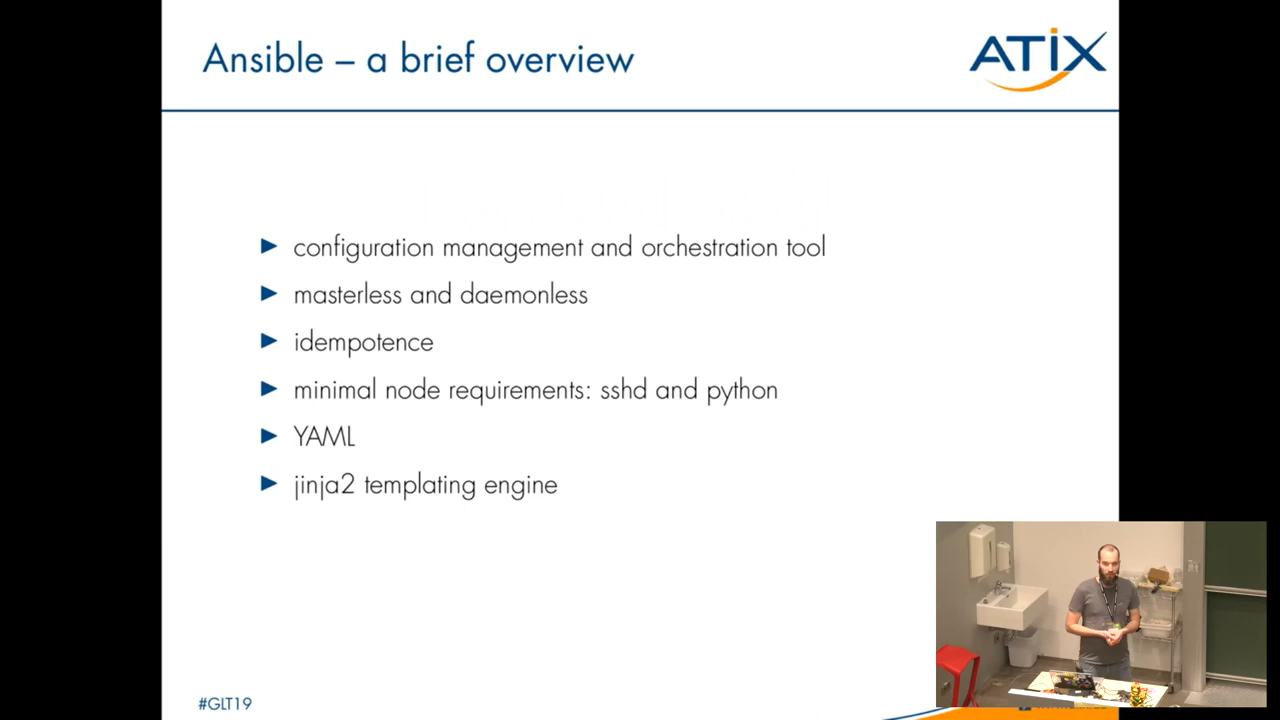 Ansible – a brief overview
ATIX
► configuration management and orchestration tool
► masterless and daemonless
► idempotence
► minimal node requirements: sshd and python
► YAML
► jinja2 templating engine
#GLT19